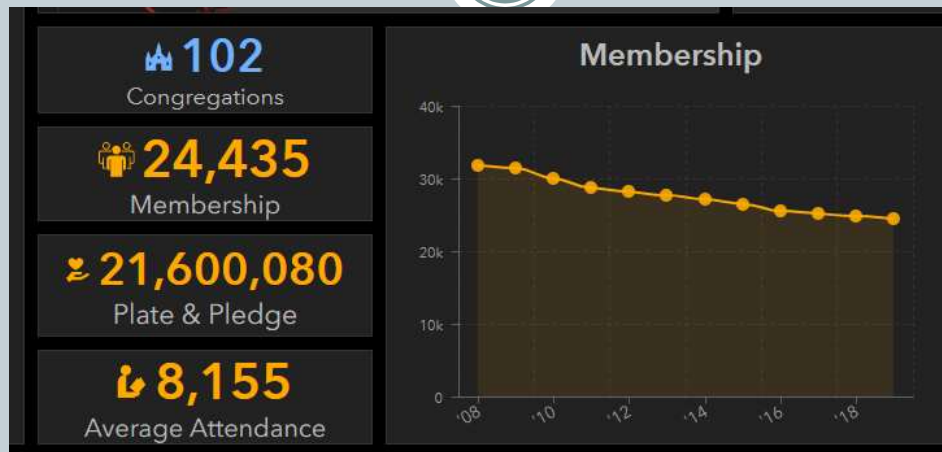 102
Congregations
24,435
Membership
21,600,080
Plate & Pledge
8,155
Average Attendance
Membership
40k
30k
20k
10k
0
'08
'10
'12
'14
'16
'18